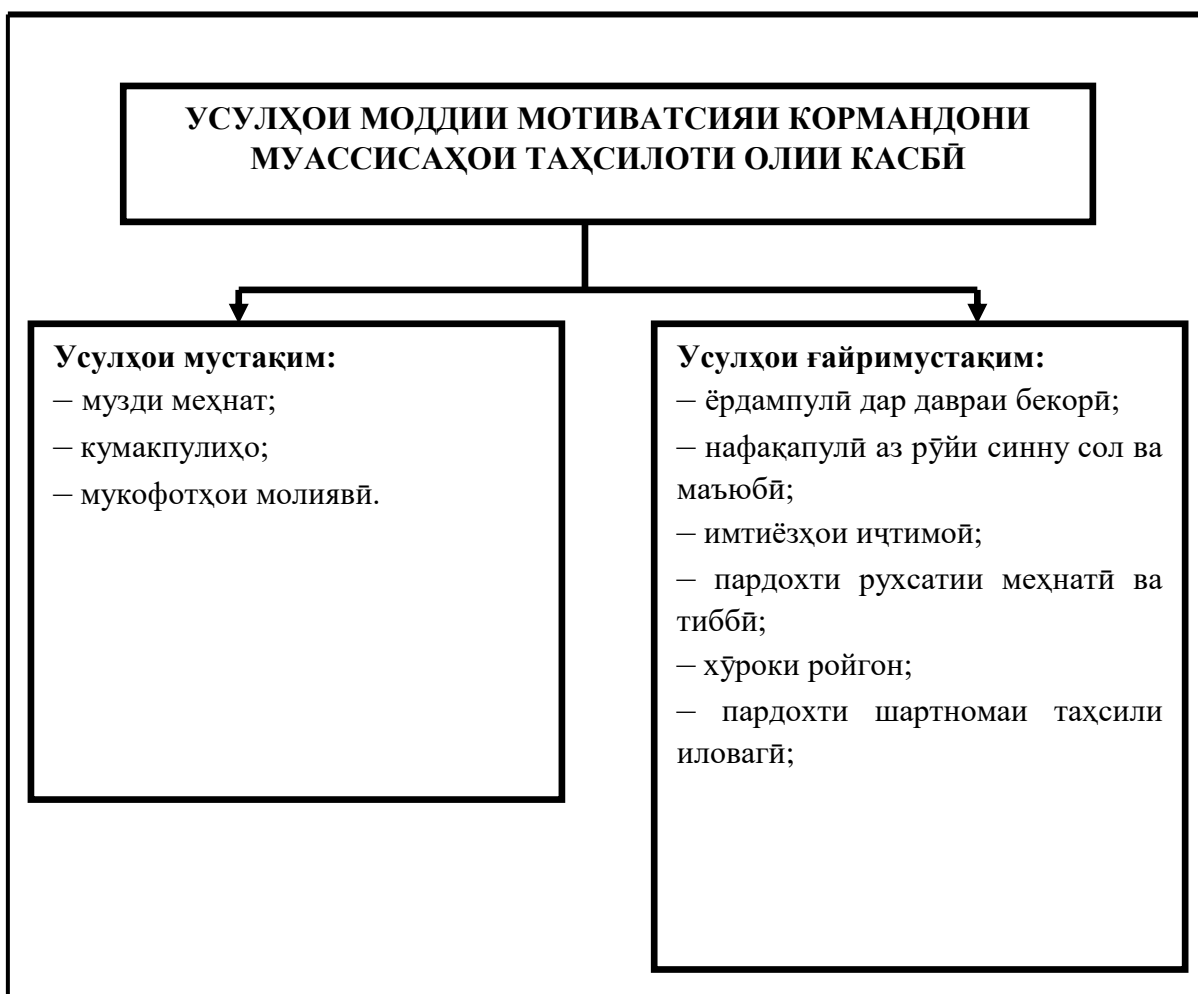 УСУЛҲОИ МОДДИИ МОТИВАТСИЯИ КОРМАНДОНИ
МУАССИСАҲОИ ТАҲСИЛОТИ ОЛИИ КАСБӢ
Усулҳои мустақим:
– музди меҳнат;
– кумакпулиҳо;
– мукофотҳои молиявӣ.
Усулҳои ғайримустақим:
– ёрдампулӣ дар давраи бекорӣ;
– нафақапулӣ аз рӯйи синну сол ва
маъюбӣ;
– имтиёзҳои иҷтимоӣ;
– пардохти рухсатии меҳнатӣ ва
тиббӣ;
– хӯроки ройгон;
– пардохти шартномаи таҳсили
иловагӣ;